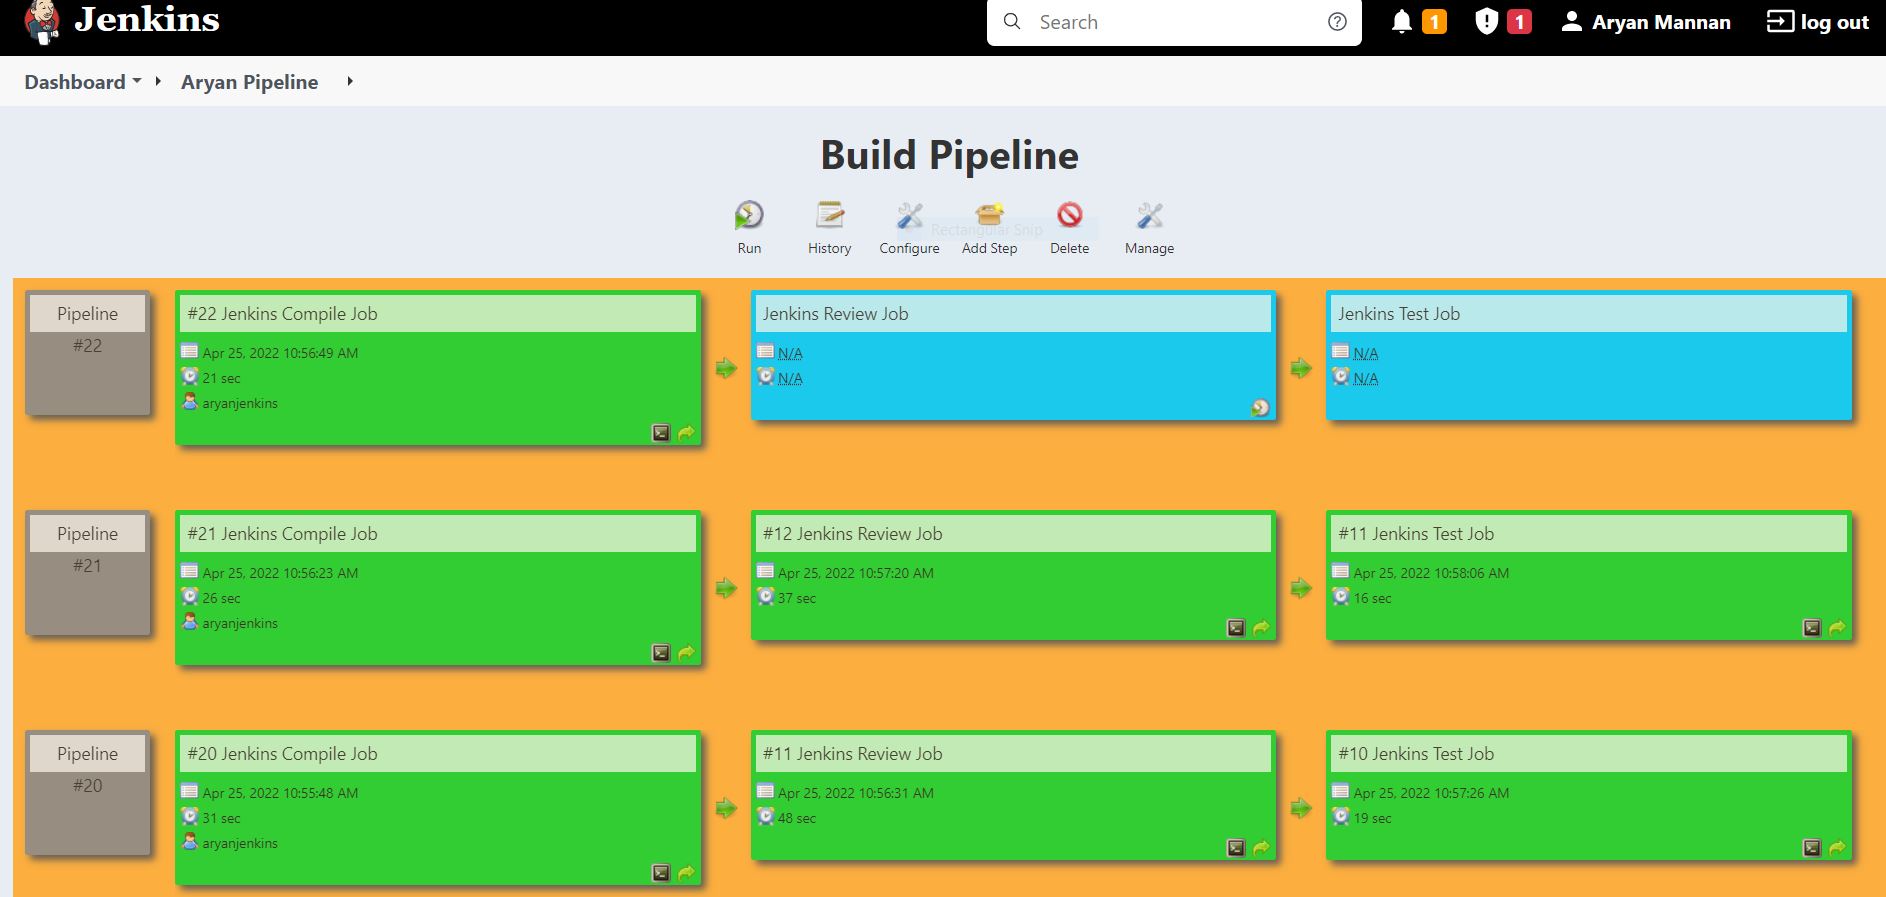 Jenkins
Search
1
1
Aryan Mannan
log out
Dashboard
Aryan Pipeline
Build Pipeline
Rectangular Snip
Run
History
Configure
Add Step
Delete
Manage
Pipeline
#22
#22 Jenkins Compile Job
Apr 25, 2022 10:56:49 AM
21 sec
aryanjenkins
Jenkins Review Job
N/A
N/A
Jenkins Test Job
N/A
N/A
Pipeline
#21
#21 Jenkins Compile Job
Apr 25, 2022 10:56:23 AM
26 sec
aryanjenkins
#12 Jenkins Review Job
Apr 25, 2022 10:57:20 AM
37 sec
#11 Jenkins Test Job
Apr 25, 2022 10:58:06 AM
16 sec
Pipeline
#20
#20 Jenkins Compile Job
Apr 25, 2022 10:55:48 AM
31 sec
aryanjenkins
#11 Jenkins Review Job
Apr 25, 2022 10:56:31 AM
48 sec
#10 Jenkins Test Job
Apr 25, 2022 10:57:26 AM
19 sec